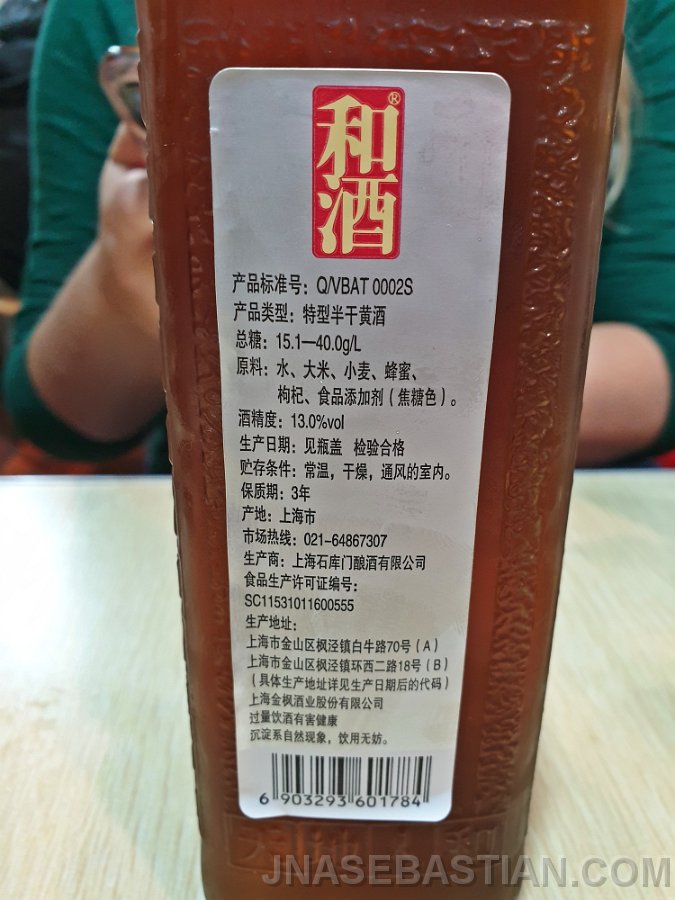 和酒®
产品标准号：Q/VBAT 0002S
产品类型：特型半干黄酒
总糖：15.1—40.0g/L
原料：水、大米、小麦、蜂蜜、
枸杞、食品添加剂（焦糖色）。
酒精度：13.0%vol
生产日期：见瓶盖 检验合格
贮存条件：常温，干燥，通风的室内。
保质期：3年
产地：上海市
市场热线：021-64867307
生产商：上海石库门酿酒有限公司
食品生产许可证编号：
SC11531011600555
生产地址：
上海市金山区枫泾镇白牛路70号（A）
上海市金山区枫泾镇环西二路18号（B）
（具体生产地址详见生产日期后的代码）
上海金枫酒业股份有限公司
过量饮酒有害健康
沉淀系自然现象，饮用无妨。
6 903293 601784
JNASEBASTIAN.COM